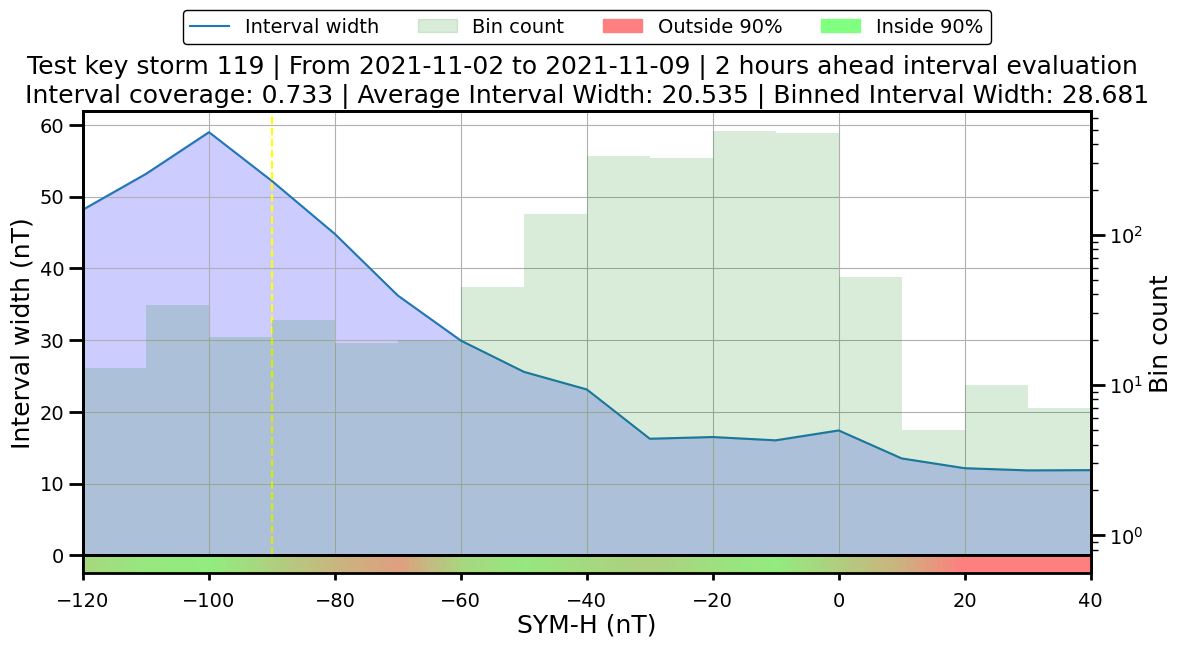 Interval width Bin count Outside 90% Inside 90%
Test key storm 119 | From 2021-11-02 to 2021-11-09 | 2 hours ahead interval evaluation
Interval coverage: 0.733 | Average Interval Width: 20.535 | Binned Interval Width: 28.681
Interval width (nT)
60
50
40
30
20
10
0
10²
10¹
10⁰
Bin count
−120 −100 −80 −60 −40 −20 0 20 40
SYM-H (nT)